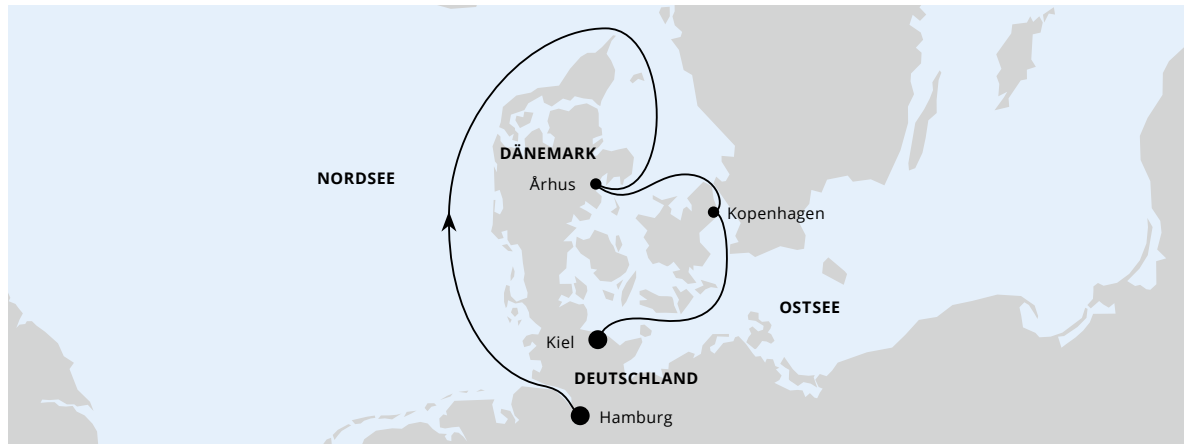 DÄNEMARK
NORDSEE
Århus
Kopenhagen
OSTSEE
Kiel
DEUTSCHLAND
Hamburg